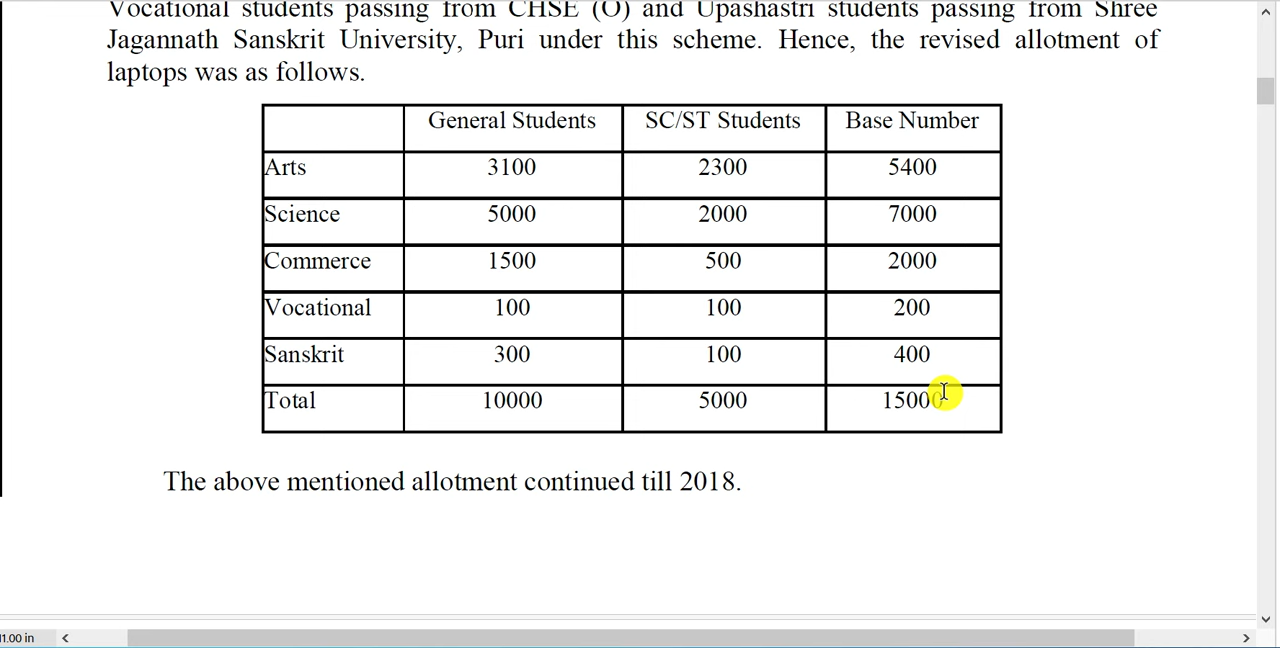 Vocational students passing from CHSE (O) and Upashastri students passing from Shree
Jagannath Sanskrit University, Puri under this scheme. Hence, the revised allotment of
laptops was as follows.
General Students SC/ST Students Base Number
Arts 3100 2300 5400
Science 5000 2000 7000
Commerce 1500 500 2000
Vocational 100 100 200
Sanskrit 300 100 400
Total 10000 5000 15000
The above mentioned allotment continued till 2018.
11.00 in